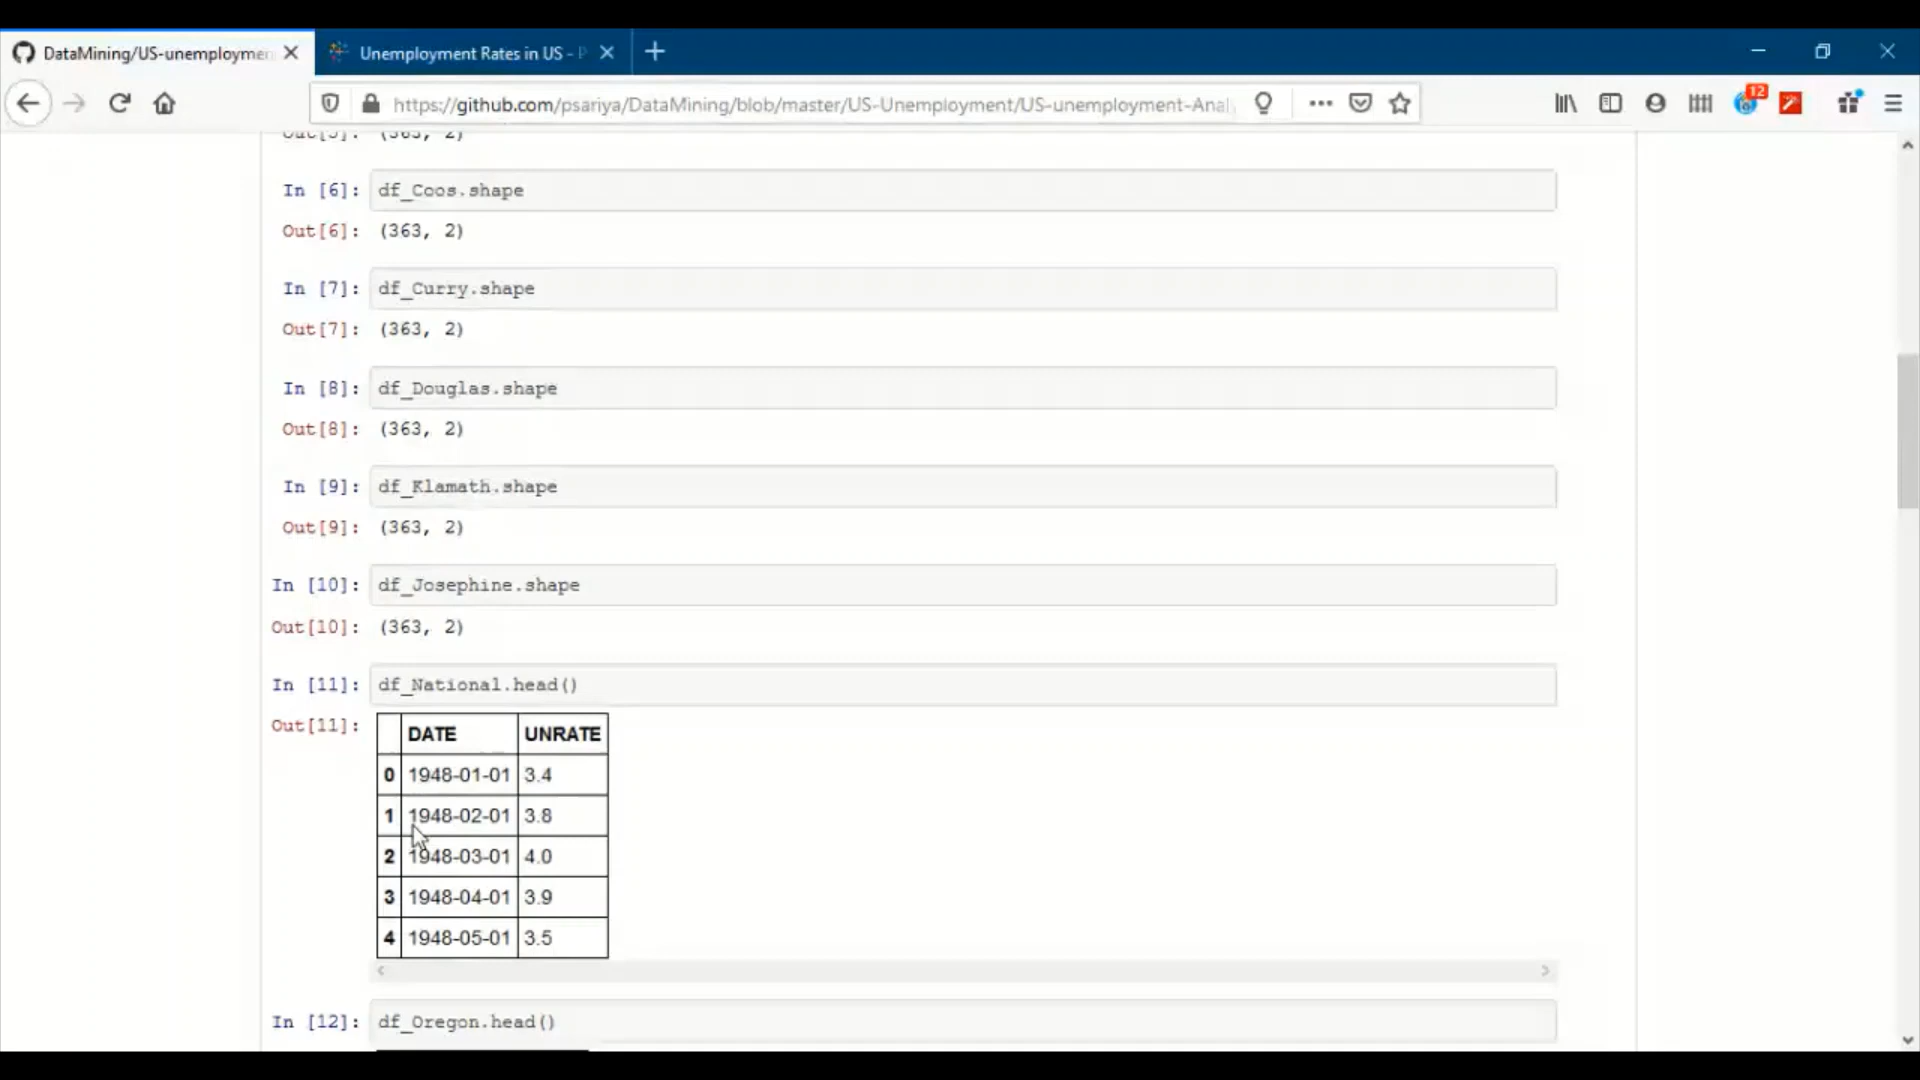 DataMining/US-unemploymen
Unemployment Rates in US - P
https://github.com/psariya/DataMining/blob/master/US-Unemployment/US-unemployment-Anal
12
(363, 2)
In [6]: df_Coos.shape
Out[6]: (363, 2)
In [7]: df_Curry.shape
Out[7]: (363, 2)
In [8]: df_Douglas.shape
Out[8]: (363, 2)
In [9]: df_Klamath.shape
Out[9]: (363, 2)
In [10]: df_Josephine.shape
Out[10]: (363, 2)
In [11]: df_National.head()
Out[11]:
DATE UNRATE
0 1948-01-01 3.4
1 1948-02-01 3.8
2 1948-03-01 4.0
3 1948-04-01 3.9
4 1948-05-01 3.5
In [12]: df_Oregon.head()